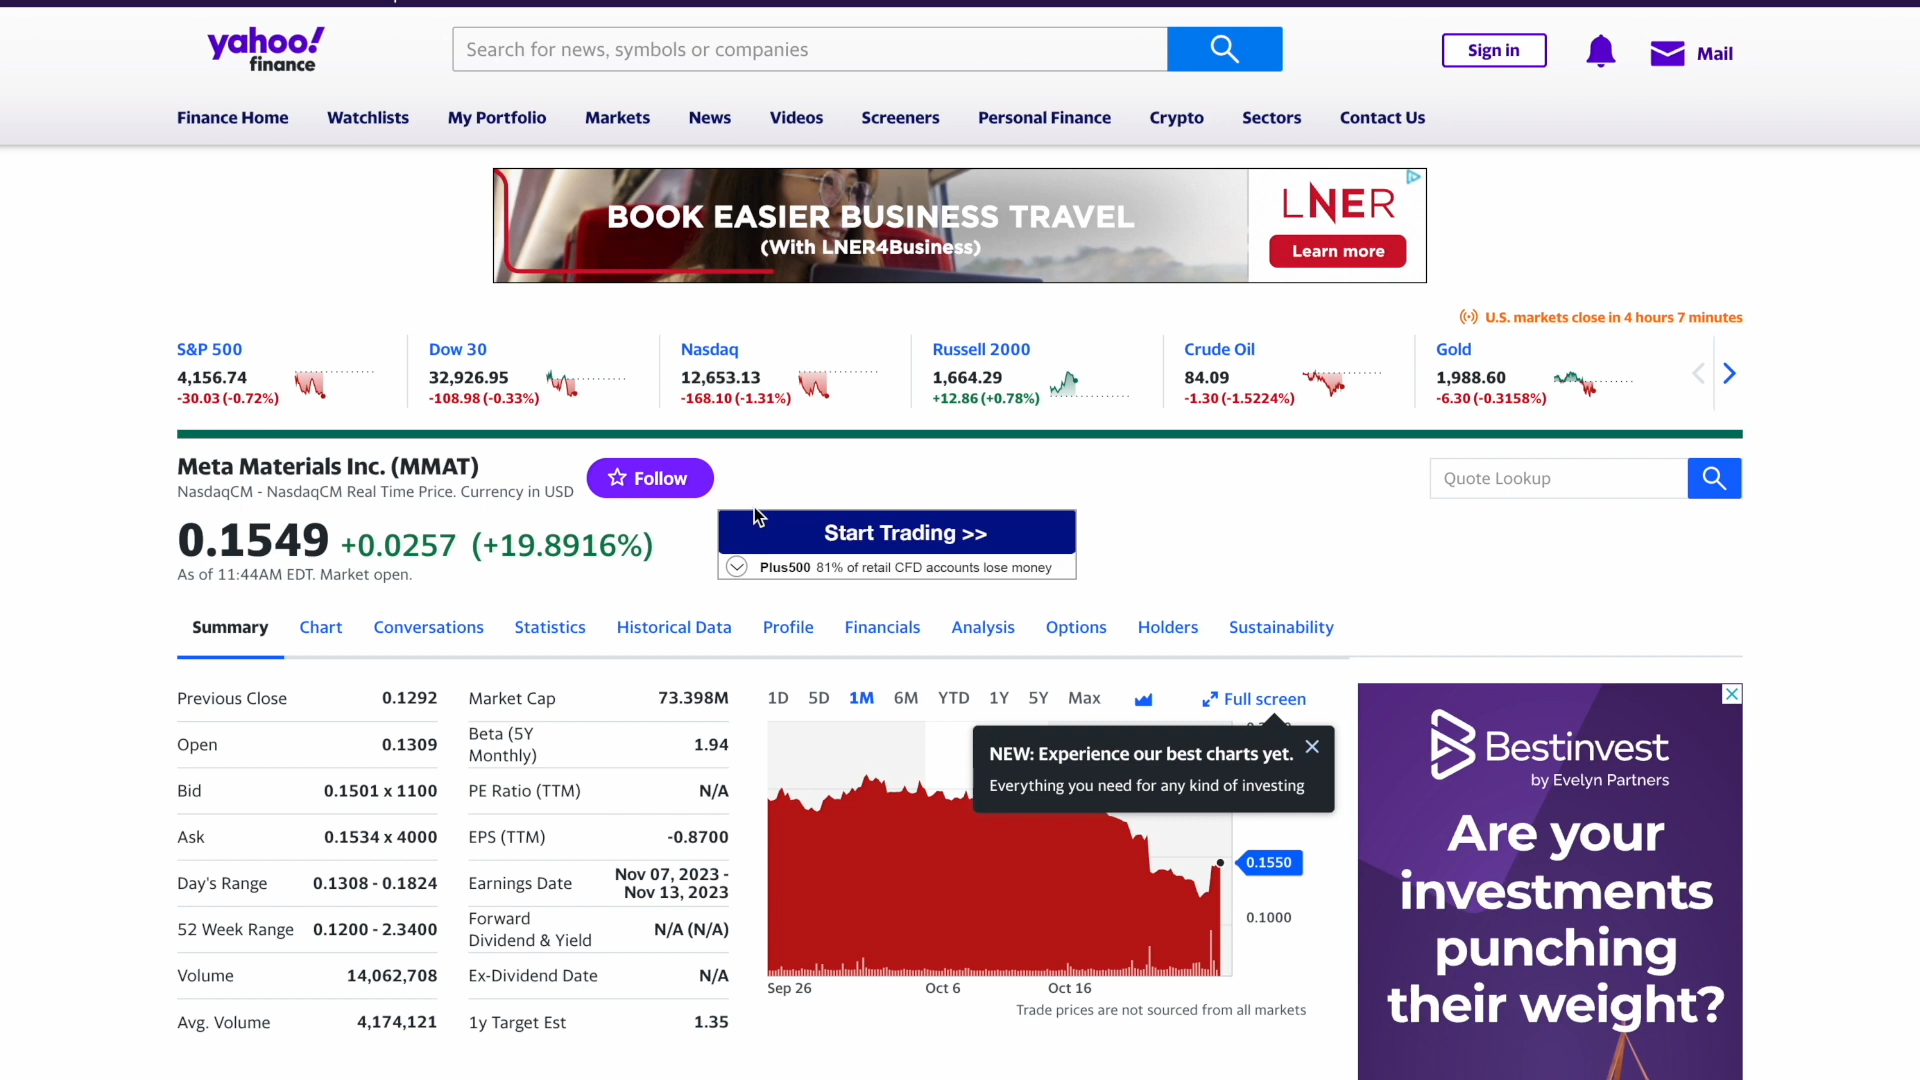 yahoo!
finance
Search for news, symbols or companies
Sign in
Mail
Finance Home
Watchlists
My Portfolio
Markets
News
Videos
Screeners
Personal Finance
Crypto
Sectors
Contact Us
BOOK EASIER BUSINESS TRAVEL
(With LNER4Business)
LNER
Learn more
U.S. markets close in 4 hours 7 minutes
S&P 500
4,156.74
-30.03 (-0.72%)
Dow 30
32,926.95
-108.98 (-0.33%)
Nasdaq
12,653.13
-168.10 (-1.31%)
Russell 2000
1,664.29
+12.86 (+0.78%)
Crude Oil
84.09
-1.30 (-1.5224%)
Gold
1,988.60
-6.30 (-0.3158%)
Meta Materials Inc. (MMAT)
NasdaqCM - NasdaqCM Real Time Price. Currency in USD
Follow
Quote Lookup
0.1549 +0.0257 (+19.8916%)
As of 11:44AM EDT. Market open.
Start Trading >>
Plus500 81% of retail CFD accounts lose money
Summary
Chart
Conversations
Statistics
Historical Data
Profile
Financials
Analysis
Options
Holders
Sustainability
Previous Close 0.1292
Open 0.1309
Bid 0.1501 x 1100
Ask 0.1534 x 4000
Day's Range 0.1308 - 0.1824
52 Week Range 0.1200 - 2.3400
Volume 14,062,708
Avg. Volume 4,174,121
Market Cap 73.398M
Beta (5Y
Monthly) 1.94
PE Ratio (TTM) N/A
EPS (TTM) -0.8700
Earnings Date Nov 07, 2023 -
Nov 13, 2023
Forward
Dividend & Yield N/A (N/A)
Ex-Dividend Date N/A
1y Target Est 1.35
1D 5D 1M 6M YTD 1Y 5Y Max
Full screen
NEW: Experience our best charts yet.
Everything you need for any kind of investing
0.1550
0.1000
Sep 26
Oct 6
Oct 16
Trade prices are not sourced from all markets
Bestinvest
by Evelyn Partners
Are your
investments
punching
their weight?